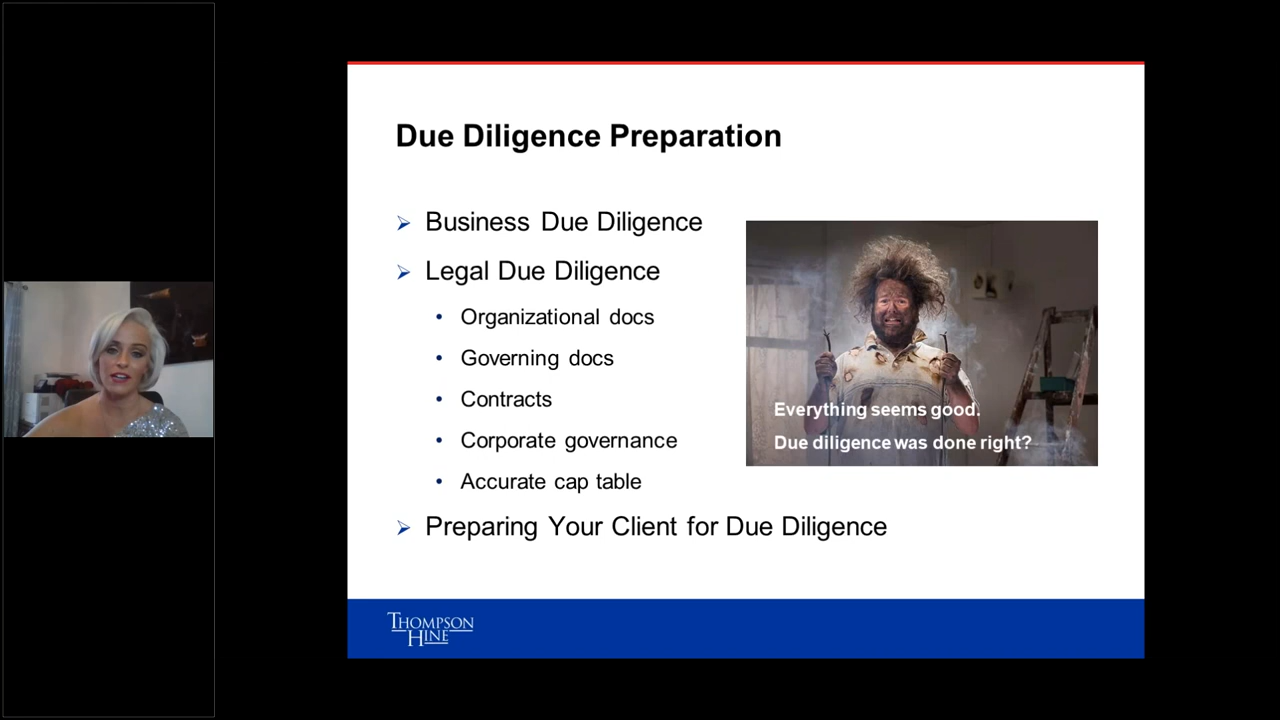 Due Diligence Preparation
Business Due Diligence
Legal Due Diligence
Organizational docs
Governing docs
Contracts
Corporate governance
Accurate cap table
Everything seems good.
Due diligence was done right?
Preparing Your Client for Due Diligence
THOMPSON
HINE